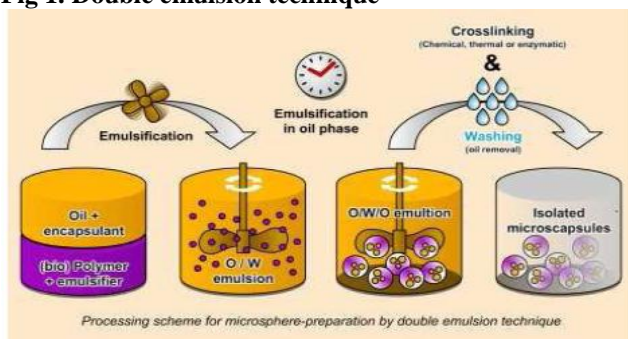 Fig 1. Double emulsion technique
Crosslinking
(Chemical, thermal or enzymatic)
&
Emulsification
Emulsification
in oil phase
Washing
(oil removal)
Oil +
encapsulant
(bio) Polymer
+ emulsifier
O / W
emulsion
O/W/O emultion
Isolated
microscapsules
Processing scheme for microsphere-preparation by double emulsion technique